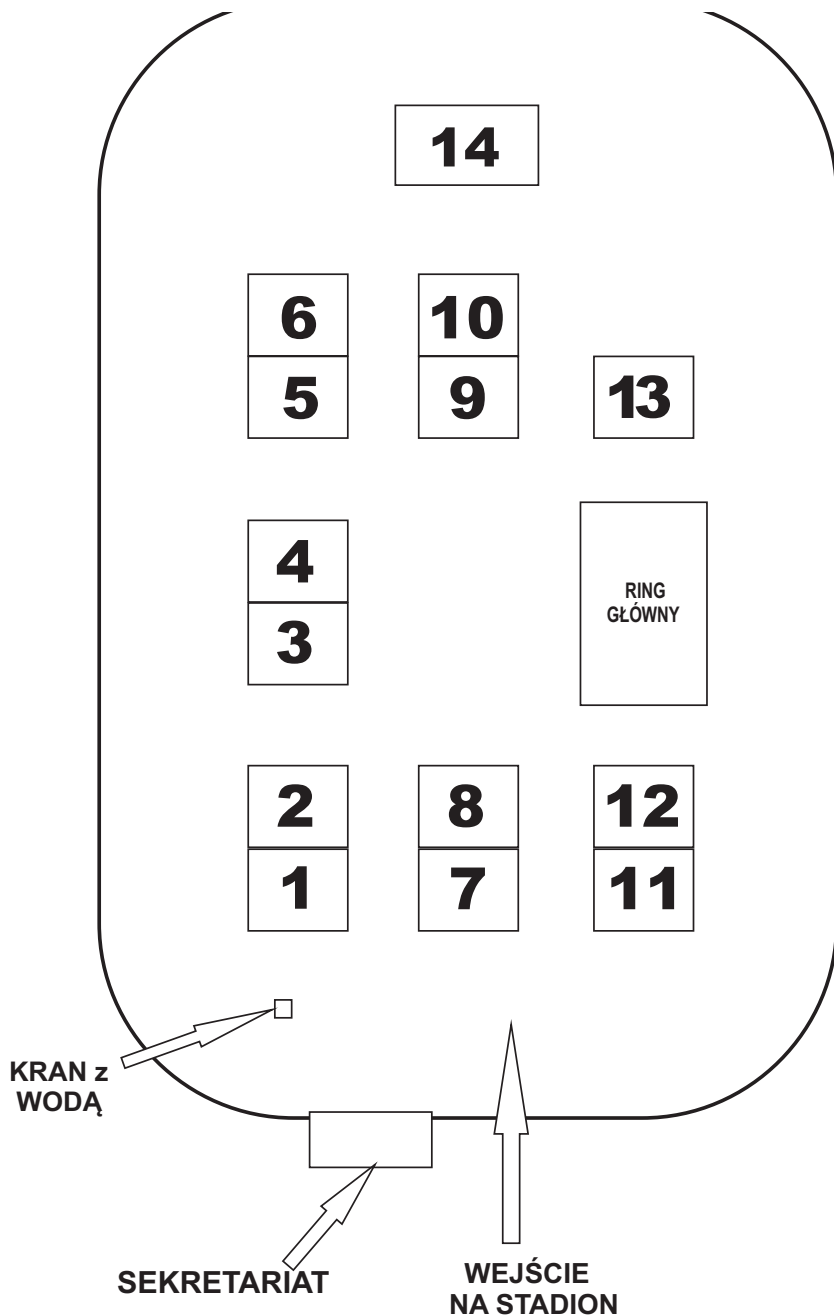 14
6
10
5
9
13
4
3
RING
GŁÓWNY
2
8
12
1
7
11
KRAN z
WODĄ
SEKRETARIAT
WEJŚCIE
NA STADION